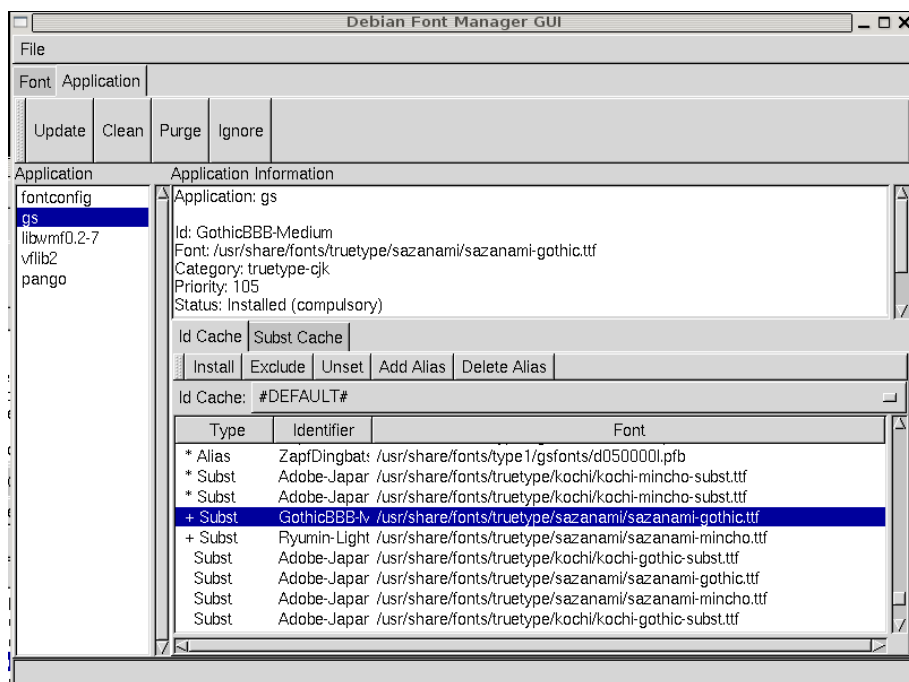 Debian Font Manager GUI
File
Font Application
Update Clean Purge Ignore
Application
fontconfig
gs
libwmf0.2-7
vflib2
pango
Application Information
Application: gs
Id: GothicBBB-Medium
Font: /usr/share/fonts/truetype/sazanami/sazanami-gothic.ttf
Category: truetype-cjk
Priority: 105
Status: Installed (compulsory)
Id Cache Subst Cache
Install Exclude Unset Add Alias Delete Alias
Id Cache: #DEFAULT#
Type Identifier Font
* Alias ZapfDingbats /usr/share/fonts/type1/gsfonts/d050000l.pfb
* Subst Adobe-Japan /usr/share/fonts/truetype/kochi/kochi-mincho-subst.ttf
* Subst Adobe-Japan /usr/share/fonts/truetype/kochi/kochi-mincho-subst.ttf
+ Subst GothicBBB-M /usr/share/fonts/truetype/sazanami/sazanami-gothic.ttf
+ Subst Ryumin-Light /usr/share/fonts/truetype/sazanami/sazanami-mincho.ttf
Subst Adobe-Japan /usr/share/fonts/truetype/kochi/kochi-gothic-subst.ttf
Subst Adobe-Japan /usr/share/fonts/truetype/sazanami/sazanami-gothic.ttf
Subst Adobe-Japan /usr/share/fonts/truetype/sazanami/sazanami-mincho.ttf
Subst Adobe-Japan /usr/share/fonts/truetype/kochi/kochi-gothic-subst.ttf